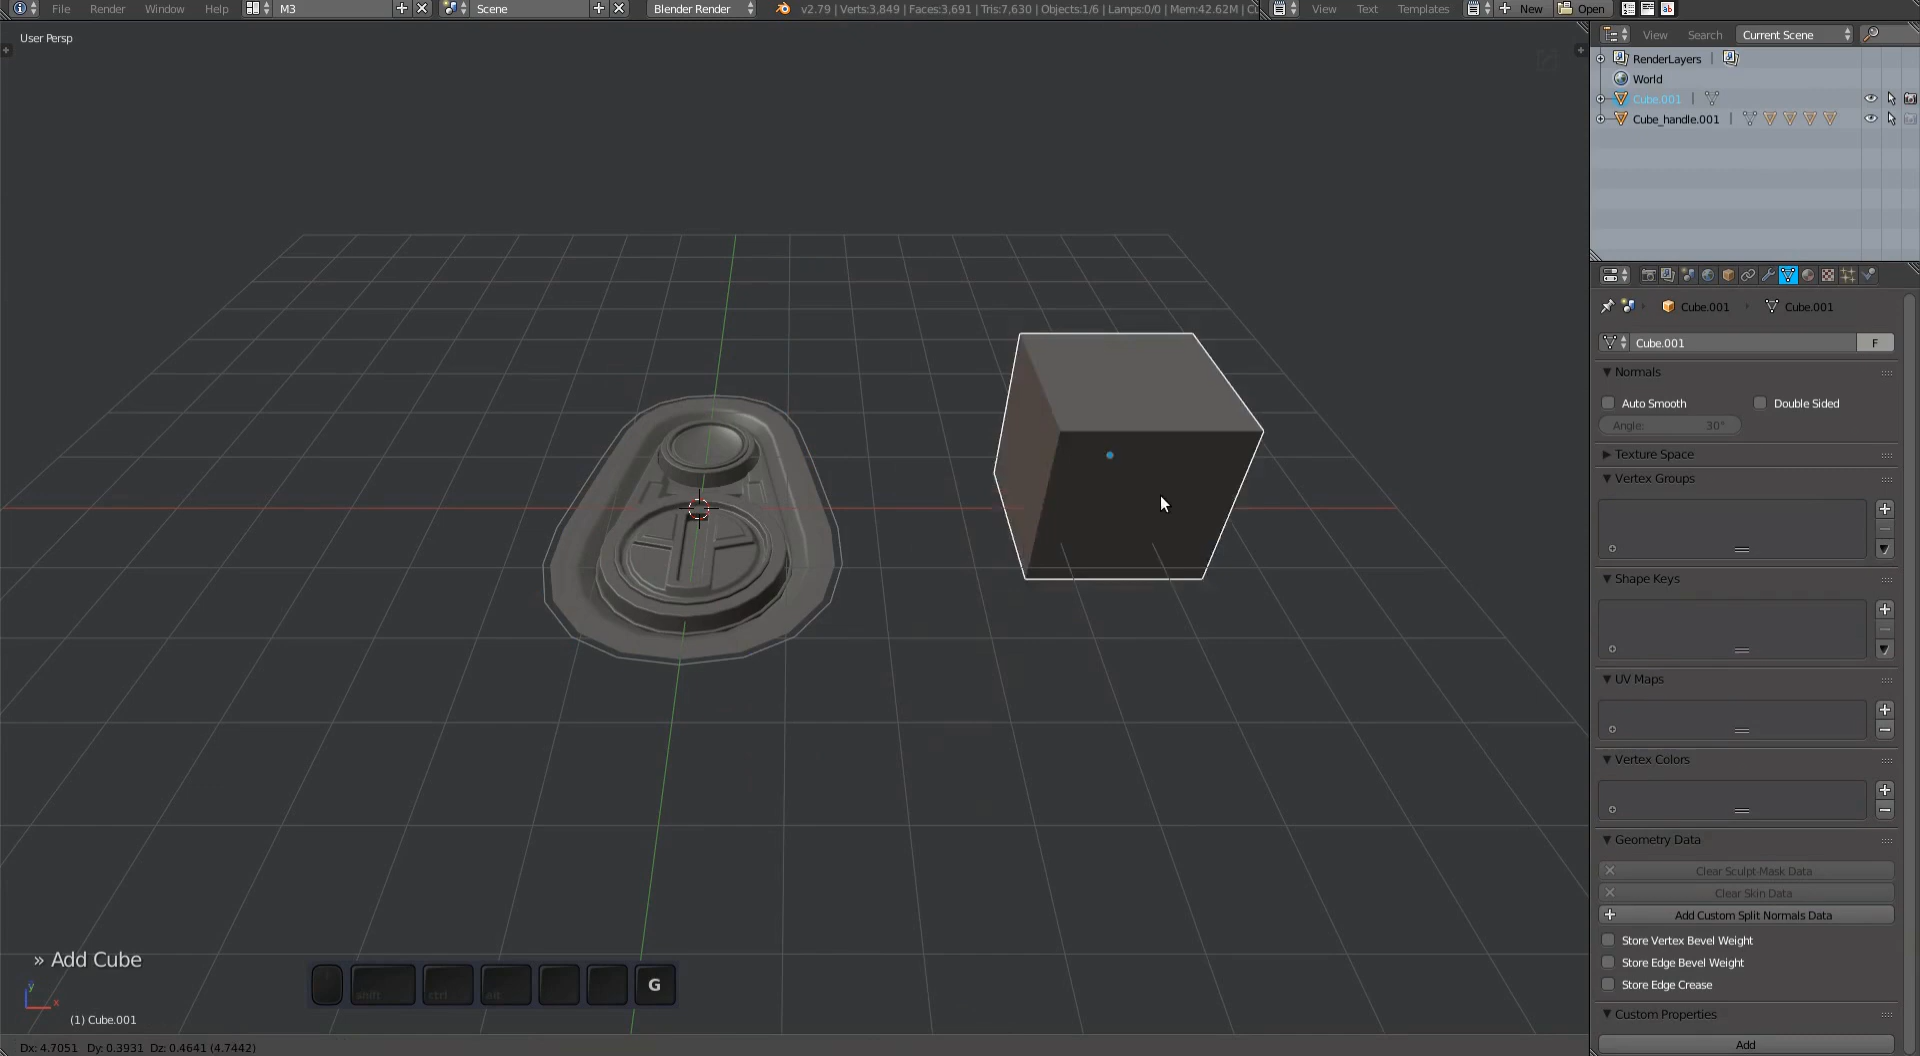 File Render Window Help M3 Scene Blender Render v2.79 | Verts:3,849 | Faces:3,691 | Tris:7,630 | Objects:1/6 | Lamps:0/0 | Mem:42.62M | View Text Templates New Open
User Persp
View Search Current Scene
RenderLayers
World
Cube.001
Cube_handle.001
Cube.001 Cube.001
Cube.001 F
Normals
Auto Smooth Double Sided
Angle: 30°
Texture Space
Vertex Groups
Shape Keys
UV Maps
Vertex Colors
Geometry Data
Clear Sculpt-Mask Data
Clear Skin Data
Add Custom Split Normals Data
Store Vertex Bevel Weight
Store Edge Bevel Weight
Store Edge Crease
Custom Properties
Add
» Add Cube
shift ctrl alt G
y
x
(1) Cube.001
Dx: 4.7051 Dy: 0.3931 Dz: 0.4641 (4.7442)